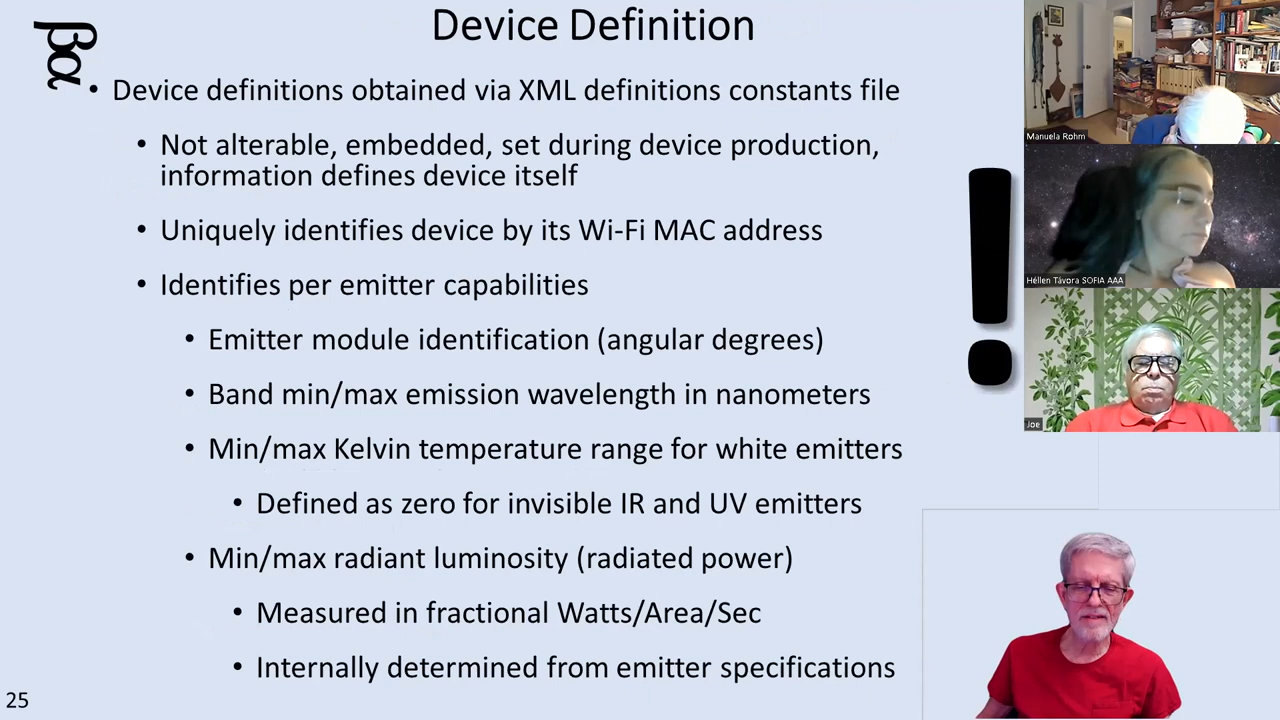 βα
Device Definition
• Device definitions obtained via XML definitions constants file
• Not alterable, embedded, set during device production,
information defines device itself
• Uniquely identifies device by its Wi-Fi MAC address
• Identifies per emitter capabilities
• Emitter module identification (angular degrees)
• Band min/max emission wavelength in nanometers
• Min/max Kelvin temperature range for white emitters
• Defined as zero for invisible IR and UV emitters
• Min/max radiant luminosity (radiated power)
• Measured in fractional Watts/Area/Sec
• Internally determined from emitter specifications
25
!
Manuela Rohm
Héllen Távora SOFIA AAA
Joe